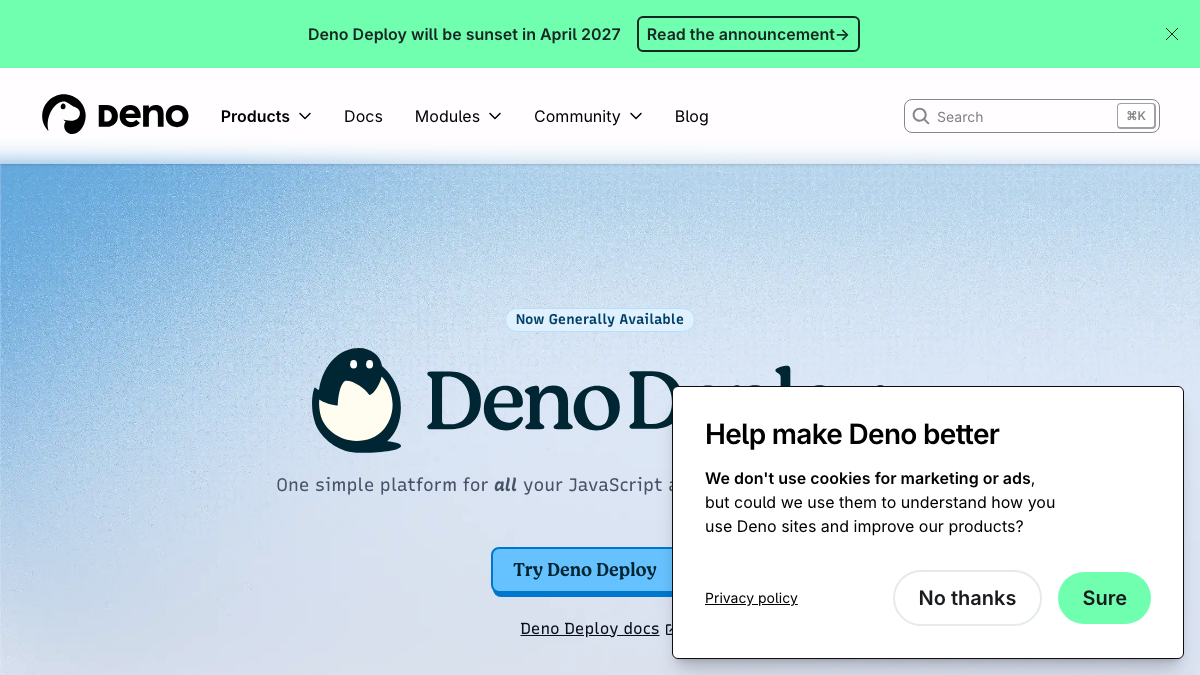 Deno Deploy will be sunset in April 2027 Read the announcement→
DENO Products Docs Modules Community Blog Search ⌘K
Now Generally Available
Deno
One simple platform for all your JavaScript
Try Deno Deploy
Deno Deploy docs
Help make Deno better
We don't use cookies for marketing or ads,
but could we use them to understand how you
use Deno sites and improve our products?
Privacy policy No thanks Sure